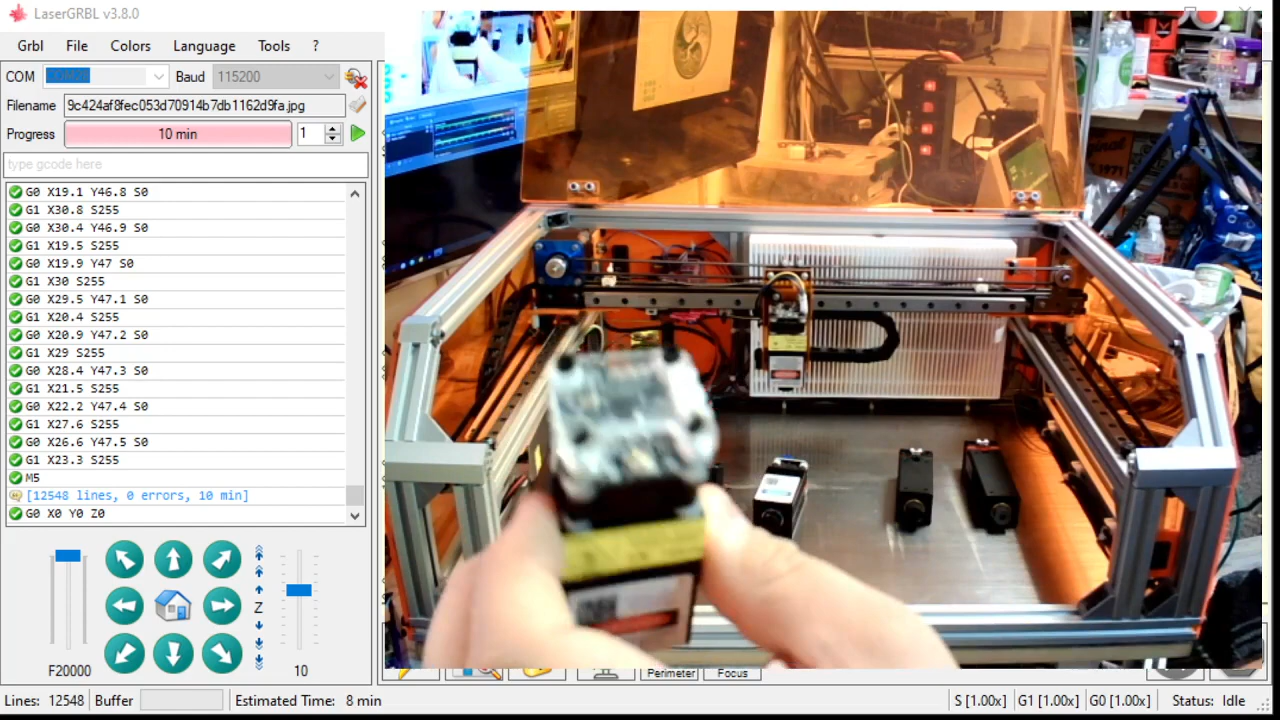 LaserGRBL v3.8.0
Grbl File Colors Language Tools ?
COM Baud 115200
Filename 9c424af8fec053d70914b7db1162d9fa.jpg
Progress 10 min 1
type gcode here
G0 X19.1 Y46.8 S0
G1 X30.8 S255
G0 X30.4 Y46.9 S0
G1 X19.5 S255
G0 X19.9 Y47 S0
G1 X30 S255
G0 X29.5 Y47.1 S0
G1 X20.4 S255
G0 X20.9 Y47.2 S0
G1 X29 S255
G0 X28.4 Y47.3 S0
G1 X21.5 S255
G0 X22.2 Y47.4 S0
G1 X27.6 S255
G0 X26.6 Y47.5 S0
G1 X23.3 S255
M5
[12548 lines, 0 errors, 10 min]
G0 X0 Y0 Z0
Z
F20000 10
Perimeter Focus
Lines: 12548 Buffer Estimated Time: 8 min S [1.00x] G1 [1.00x] G0 [1.00x] Status: Idle